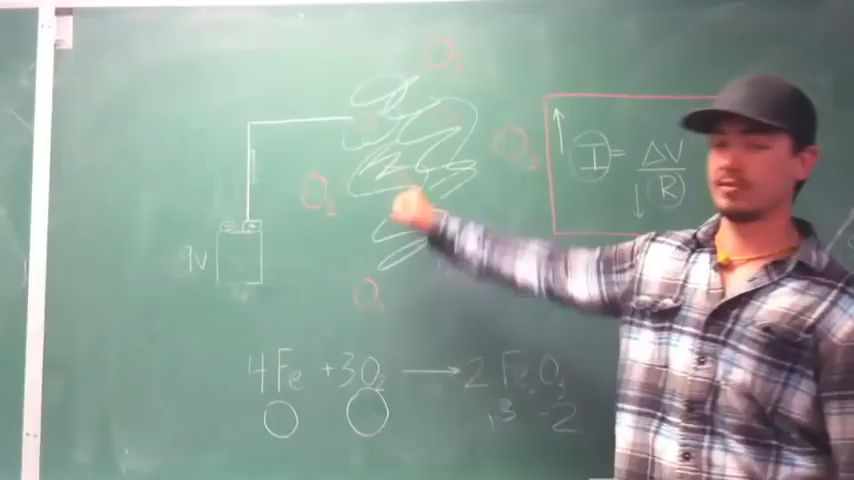 O₂
O₂
O₂
O₂
I = ΔV
(R)
9V
- +
4Fe + 3O₂ → 2Fe₂O₃
+3 -2